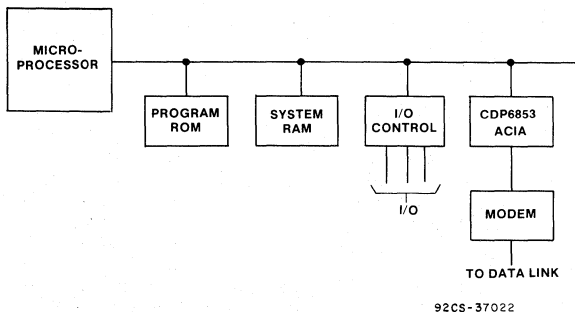 MICRO-
PROCESSOR
PROGRAM
ROM
SYSTEM
RAM
I/O
CONTROL
CDP6853
ACIA
I/O
MODEM
TO DATA LINK
92CS-37022